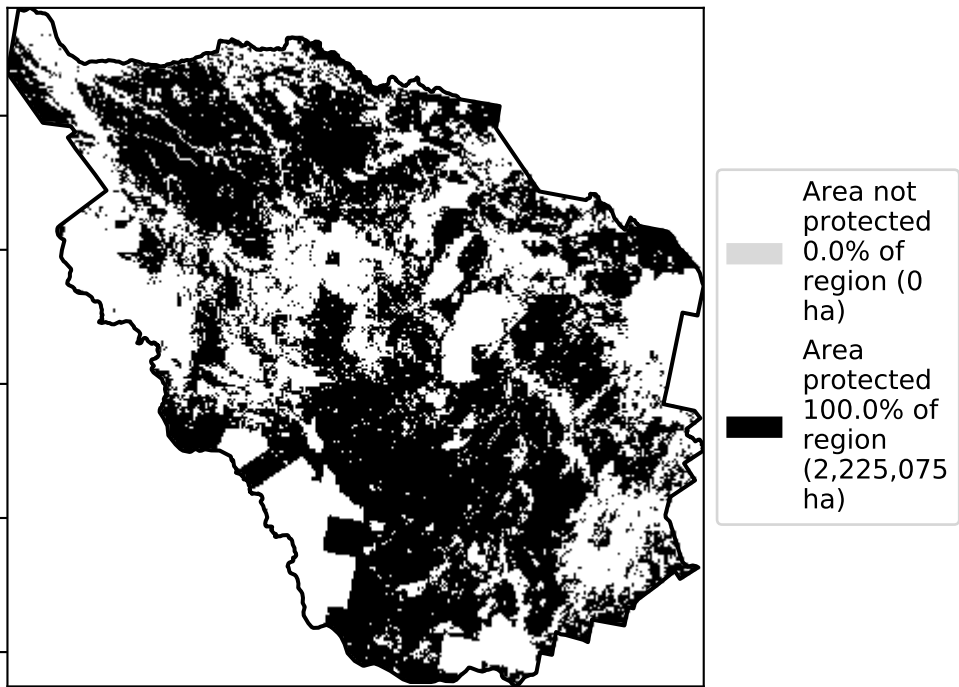 Area not
protected
0.0% of
region (0
ha)
Area
protected
100.0% of
region
(2,225,075
ha)